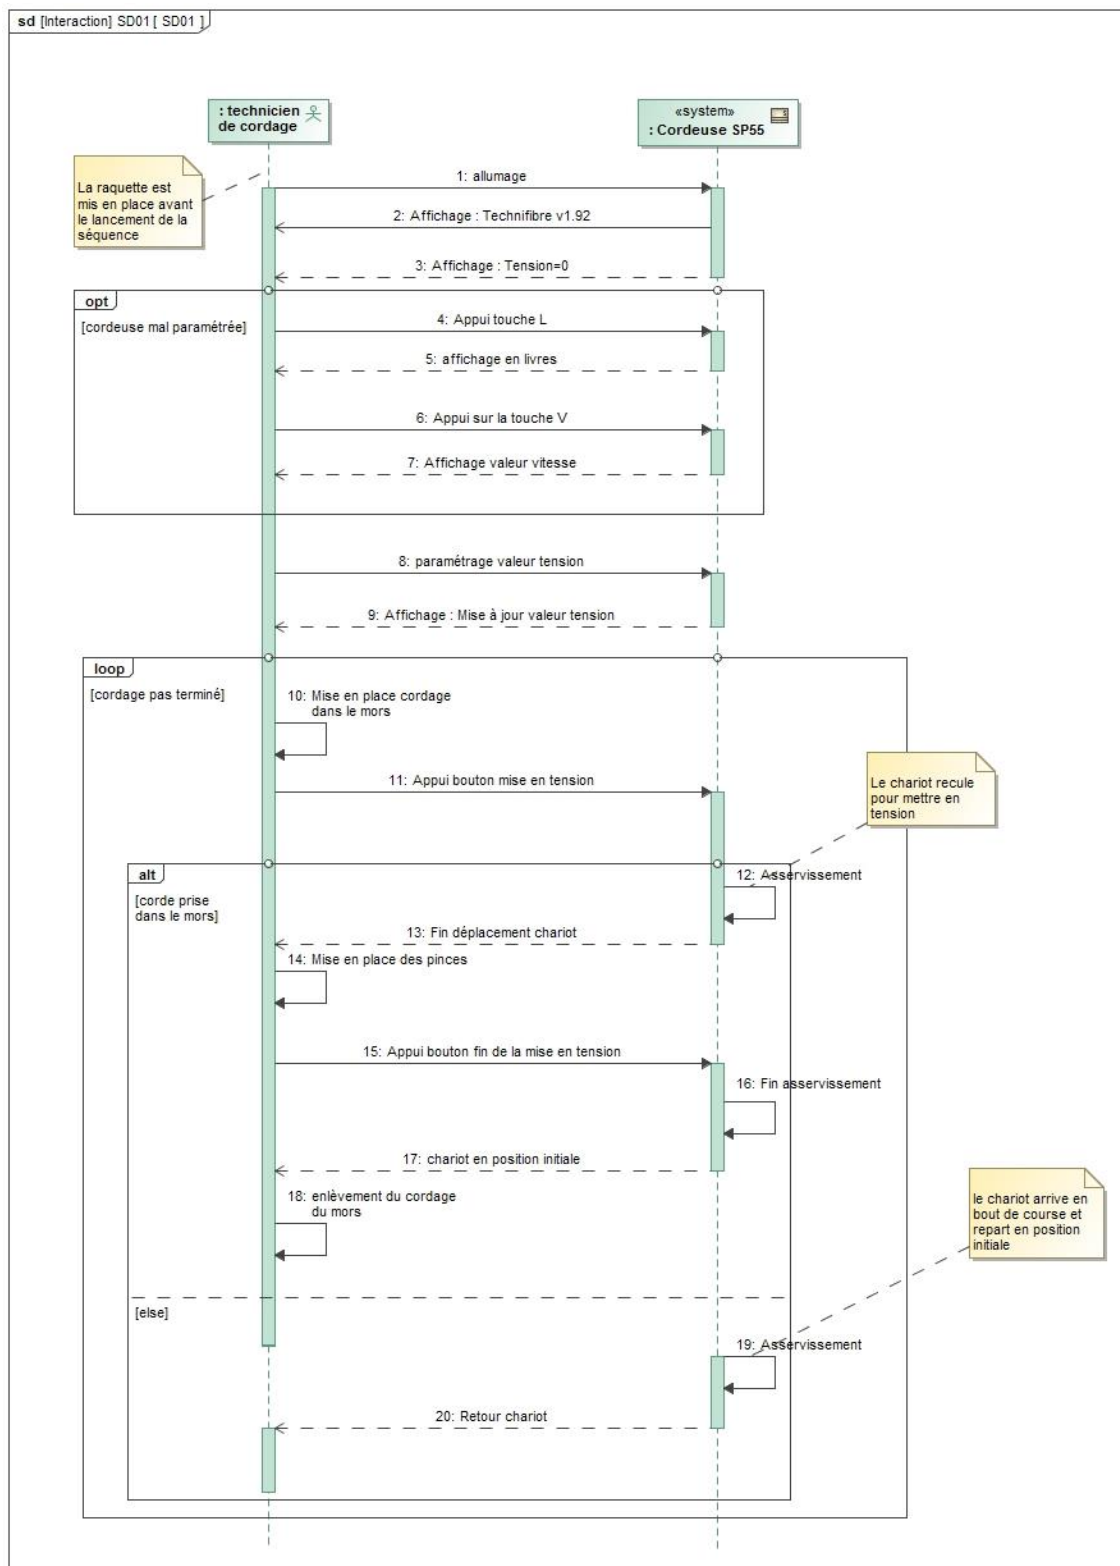 sd [Interaction] SD01 [ SD01 ]
: technicien
de cordage
«system»
: Cordeuse SP55
La raquette est
mis en place avant
le lancement de la
séquence
1: allumage
2: Affichage : Technifibre v1.92
3: Affichage : Tension=0
opt
[cordeuse mal paramétrée]
4: Appui touche L
5: affichage en livres
6: Appui sur la touche V
7: Affichage valeur vitesse
8: paramétrage valeur tension
9: Affichage : Mise à jour valeur tension
loop
[cordage pas terminé]
10: Mise en place cordage
dans le mors
11: Appui bouton mise en tension
Le chariot recule
pour mettre en
tension
alt
[corde prise
dans le mors]
12: Asservissement
13: Fin déplacement chariot
14: Mise en place des pinces
15: Appui bouton fin de la mise en tension
16: Fin asservissement
17: chariot en position initiale
18: enlèvement du cordage
du mors
le chariot arrive en
bout de course et
repart en position
initiale
[else]
19: Asservissement
20: Retour chariot